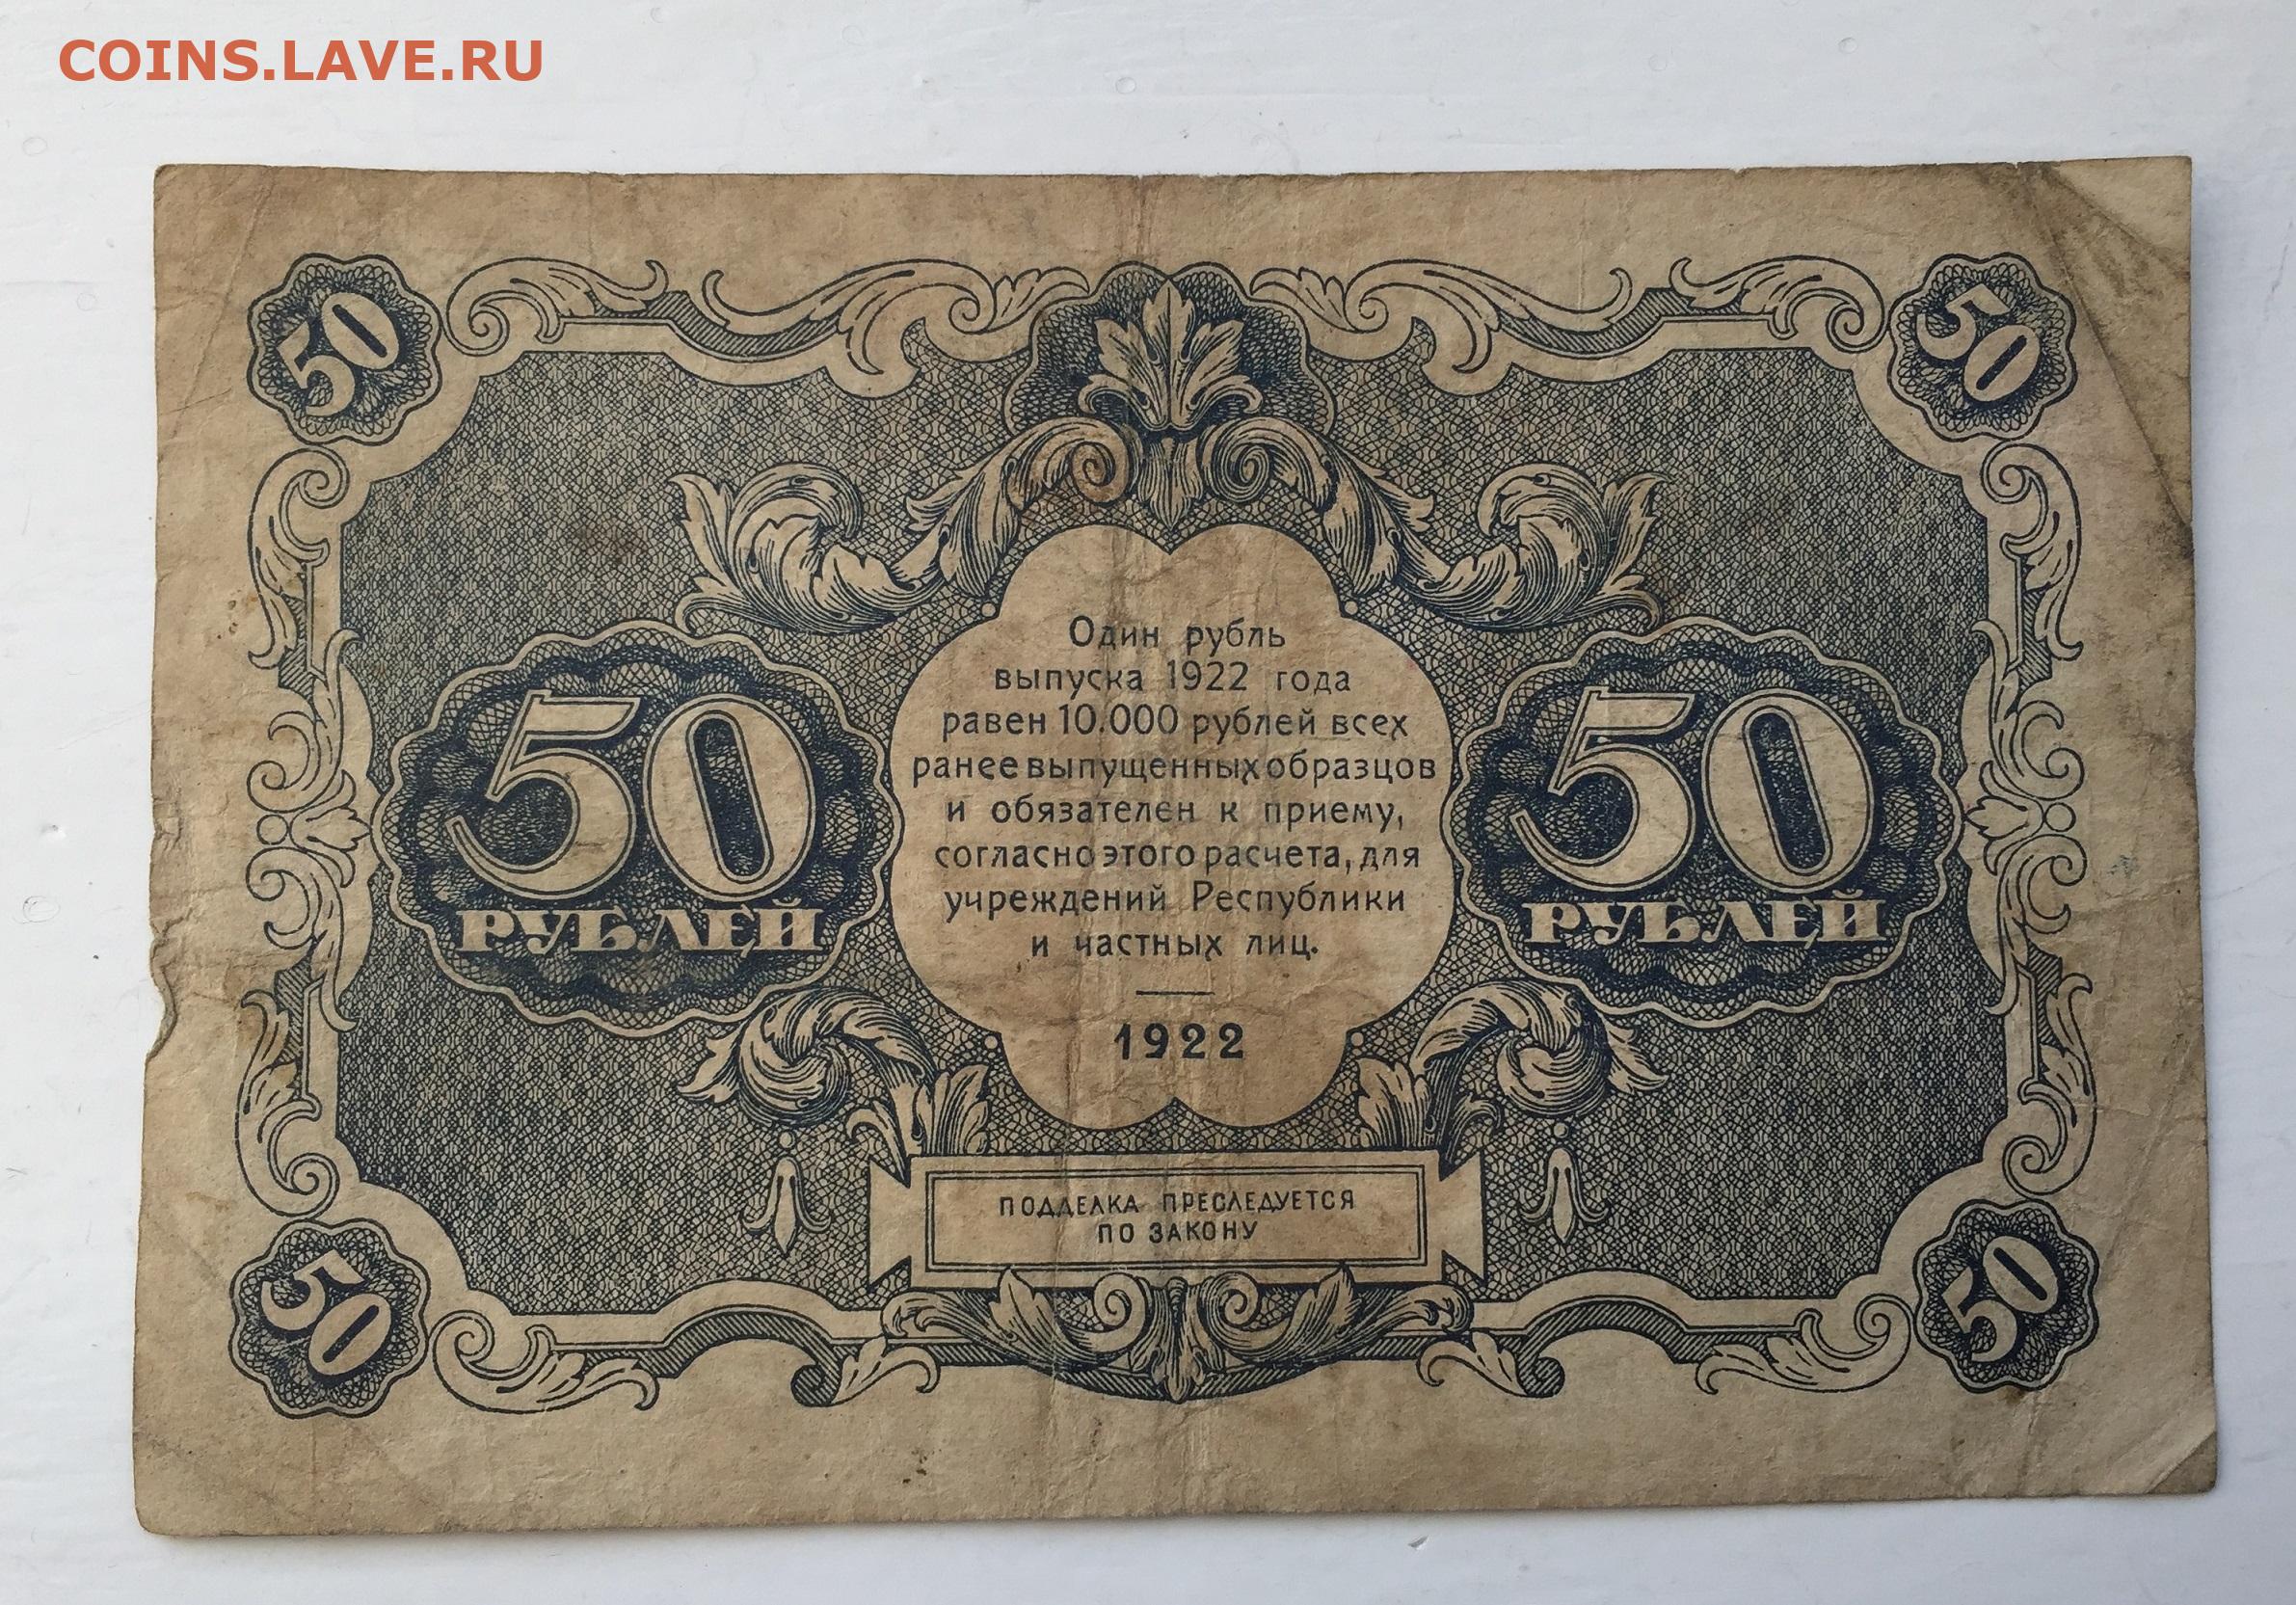 COINS.LAVE.RU
50
50
Один рубль
выпуска 1922 года
равен 10.000 рублей всех
ранее выпущенных образцов
и обязателен к приему,
согласно этого расчета, для
учреждений Республики
и частных лиц.
1922
50
РУБЛЕЙ
50
РУБЛЕЙ
ПОДДЕЛКА ПРЕСЛЕДУЕТСЯ
ПО ЗАКОНУ
50
50